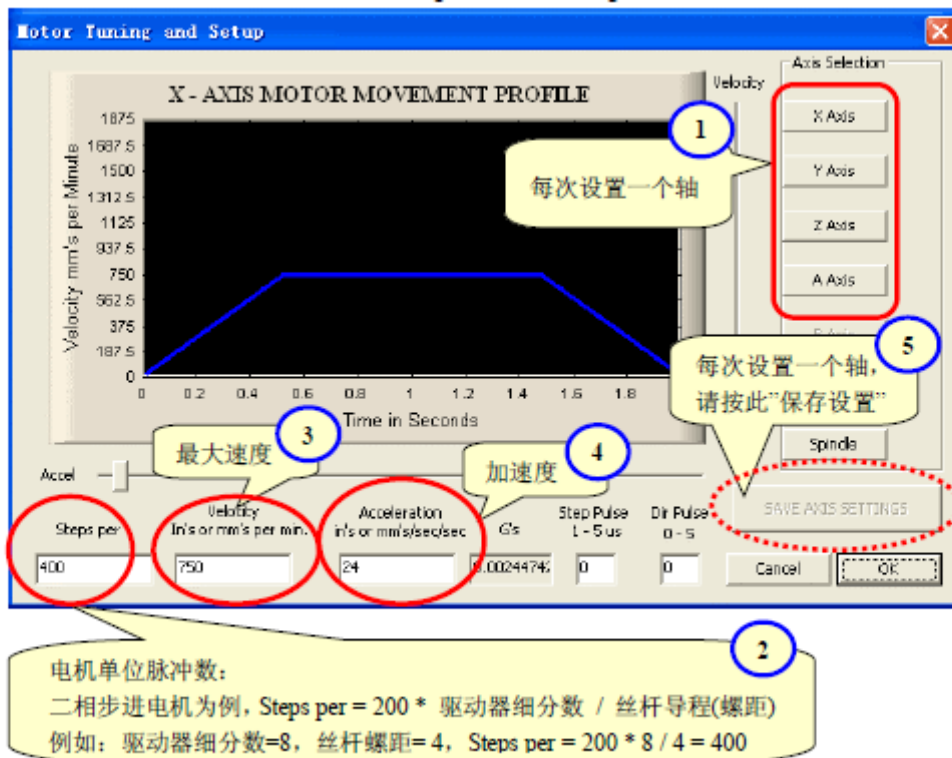 Motor Tuning and Setup
Axis Selection
Velocity
X - AXIS MOTOR MOVEMENT PROFILE
1875
1687.5
1500
1312.5
1125
937.5
750
562.5
375
187.5
0
Velocity mm's per Minute
0 0.2 0.4 0.6 0.8 1 1.2 1.4 1.6 1.8
Time in Seconds
X Axis
Y Axis
Z Axis
A Axis
Spindle
1
每次设置一个轴
5
每次设置一个轴，
请按此"保存设置"
3
最大速度
4
加速度
Accel
Steps per
400
Velocity
In's or mm's per min.
750
Acceleration
in's or mm's/sec/sec
24
G's
0.0024474
Step Pulse
1 - 5 us
0
Dir Pulse
0 - 5
0
SAVE AXIS SETTINGS
Cancel
OK
2
电机单位脉冲数：
二相步进电机为例，Steps per = 200 * 驱动器细分数 / 丝杆导程(螺距)
例如：驱动器细分数=8，丝杆螺距= 4，Steps per = 200 * 8 / 4 = 400